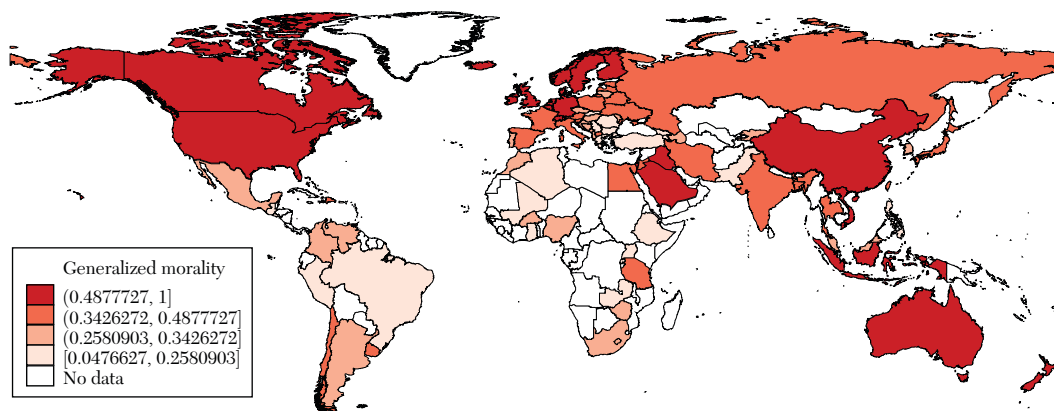 Generalized morality
(0.4877727, 1]
(0.3426272, 0.4877727]
(0.2580903, 0.3426272]
[0.0476627, 0.2580903]
No data